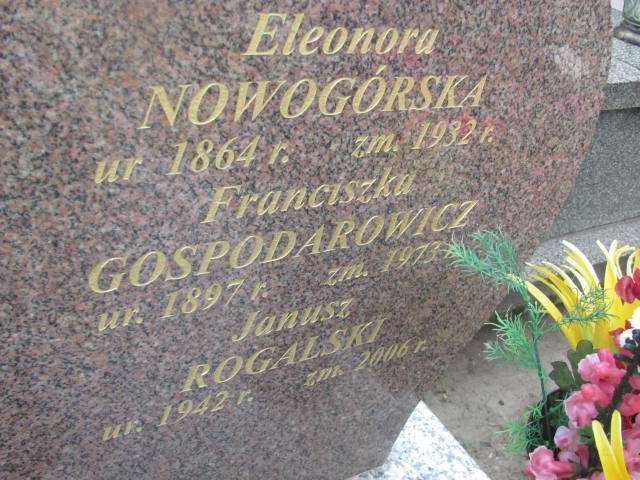 Eleonora
NOWOGÓRSKA
ur 1864 r. zm. 1932 r.
Franciszka
GOSPODAROWICZ
ur. 1897 r. zm. 1973
Janusz
ROGALSKI
ur. 1942 r. zm. 2006 r.